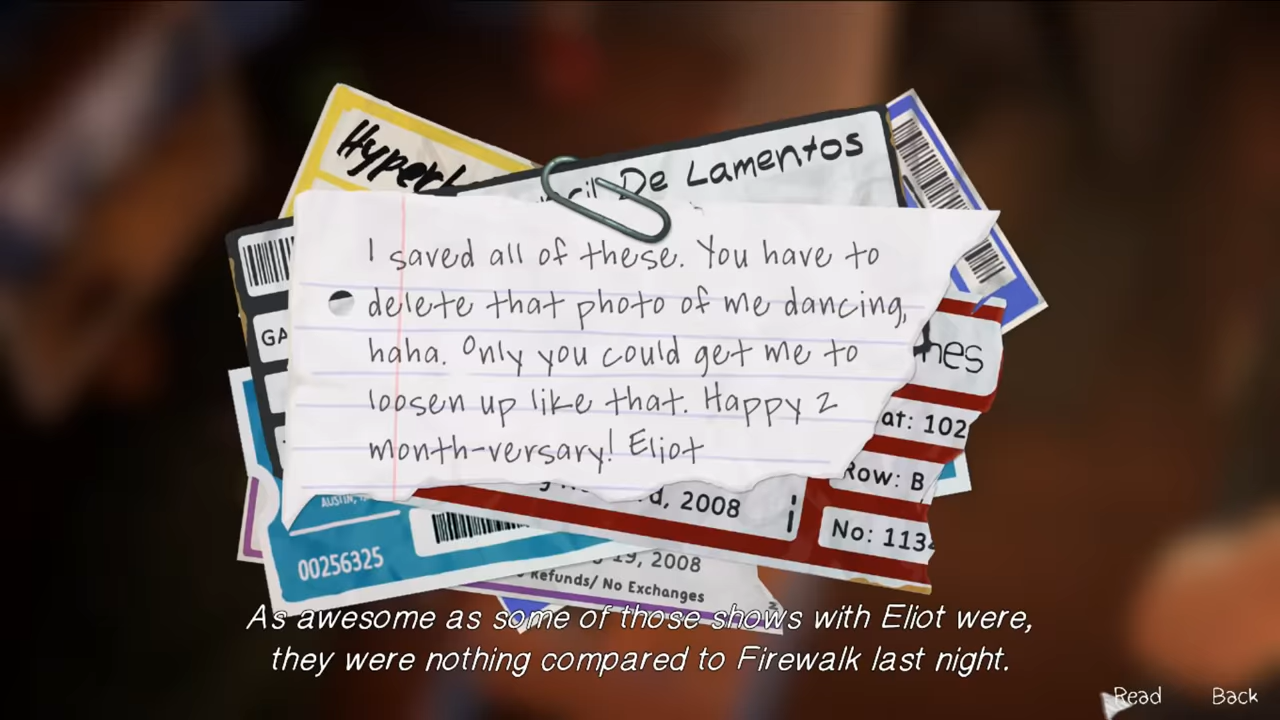 De Lamentos
I saved all of these. You have to
delete that photo of me dancing,
haha. Only you could get me to
loosen up like that. Happy 2
month-versary! Eliot
at: 102
Row: B
2008
No: 113
00256325
19, 2008
Refunds/ No Exchanges
As awesome as some of those shows with Eliot were,
they were nothing compared to Firewalk last night.
Read Back